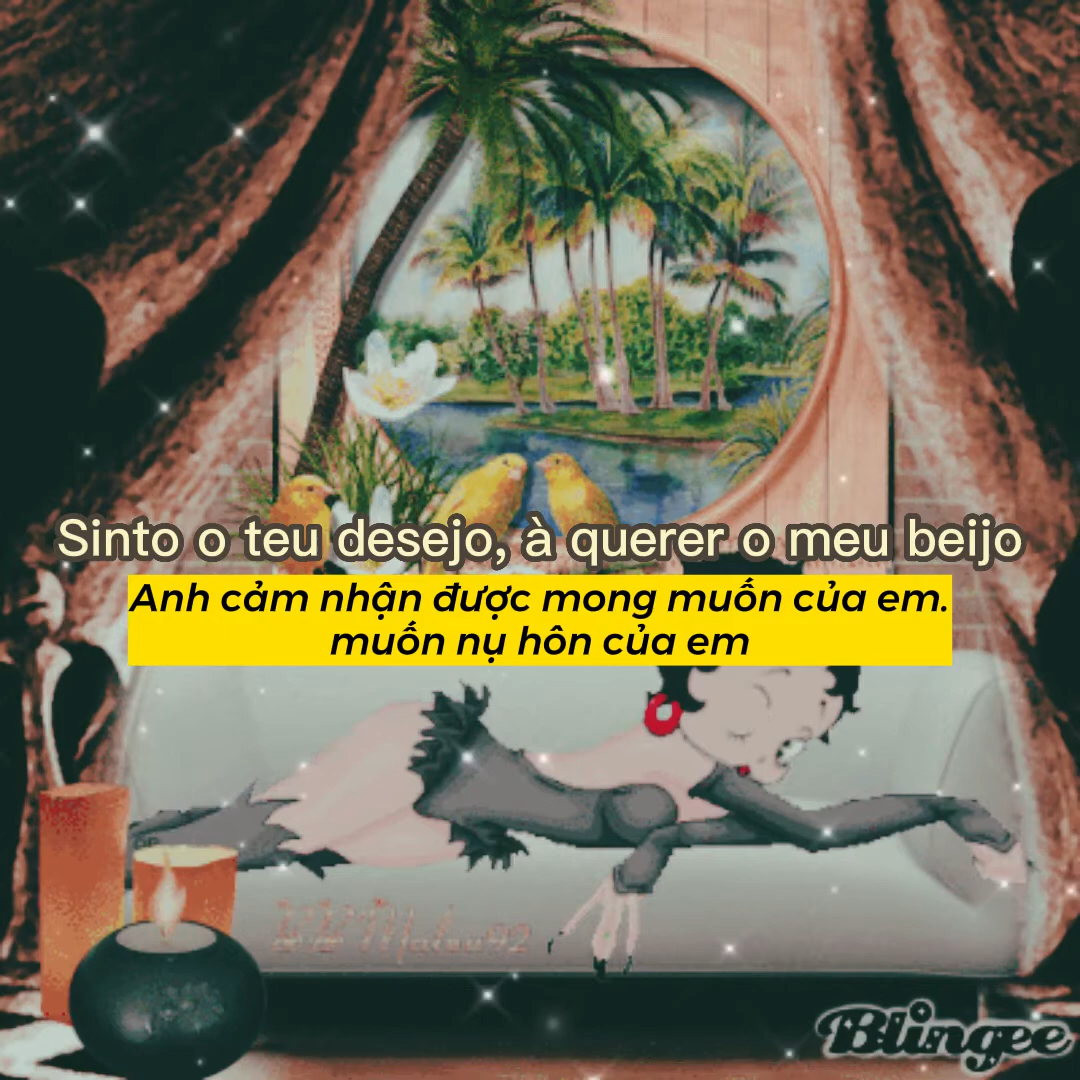 Sinto o teu desejo, à querer o meu beijo
Anh cảm nhận được mong muốn của em.
muốn nụ hôn của em
Blingee